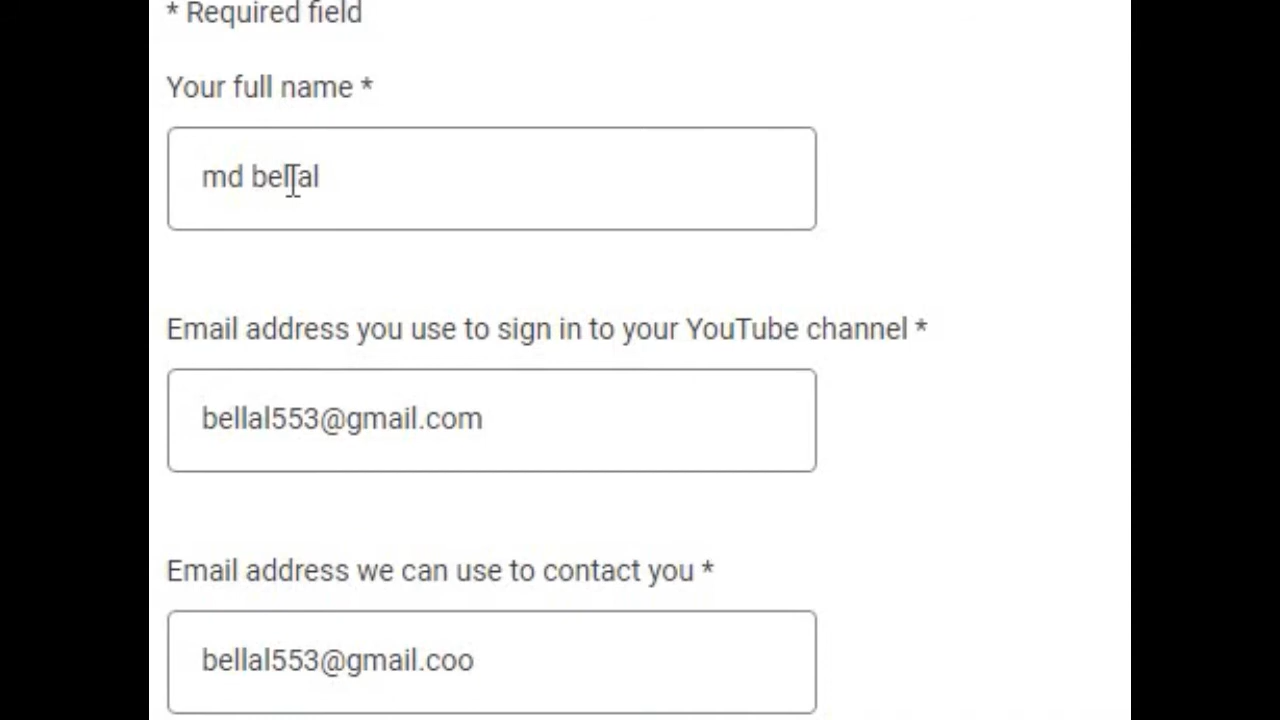 * Required field
Your full name *
md bellal
Email address you use to sign in to your YouTube channel *
bellal553@gmail.com
Email address we can use to contact you *
bellal553@gmail.coo